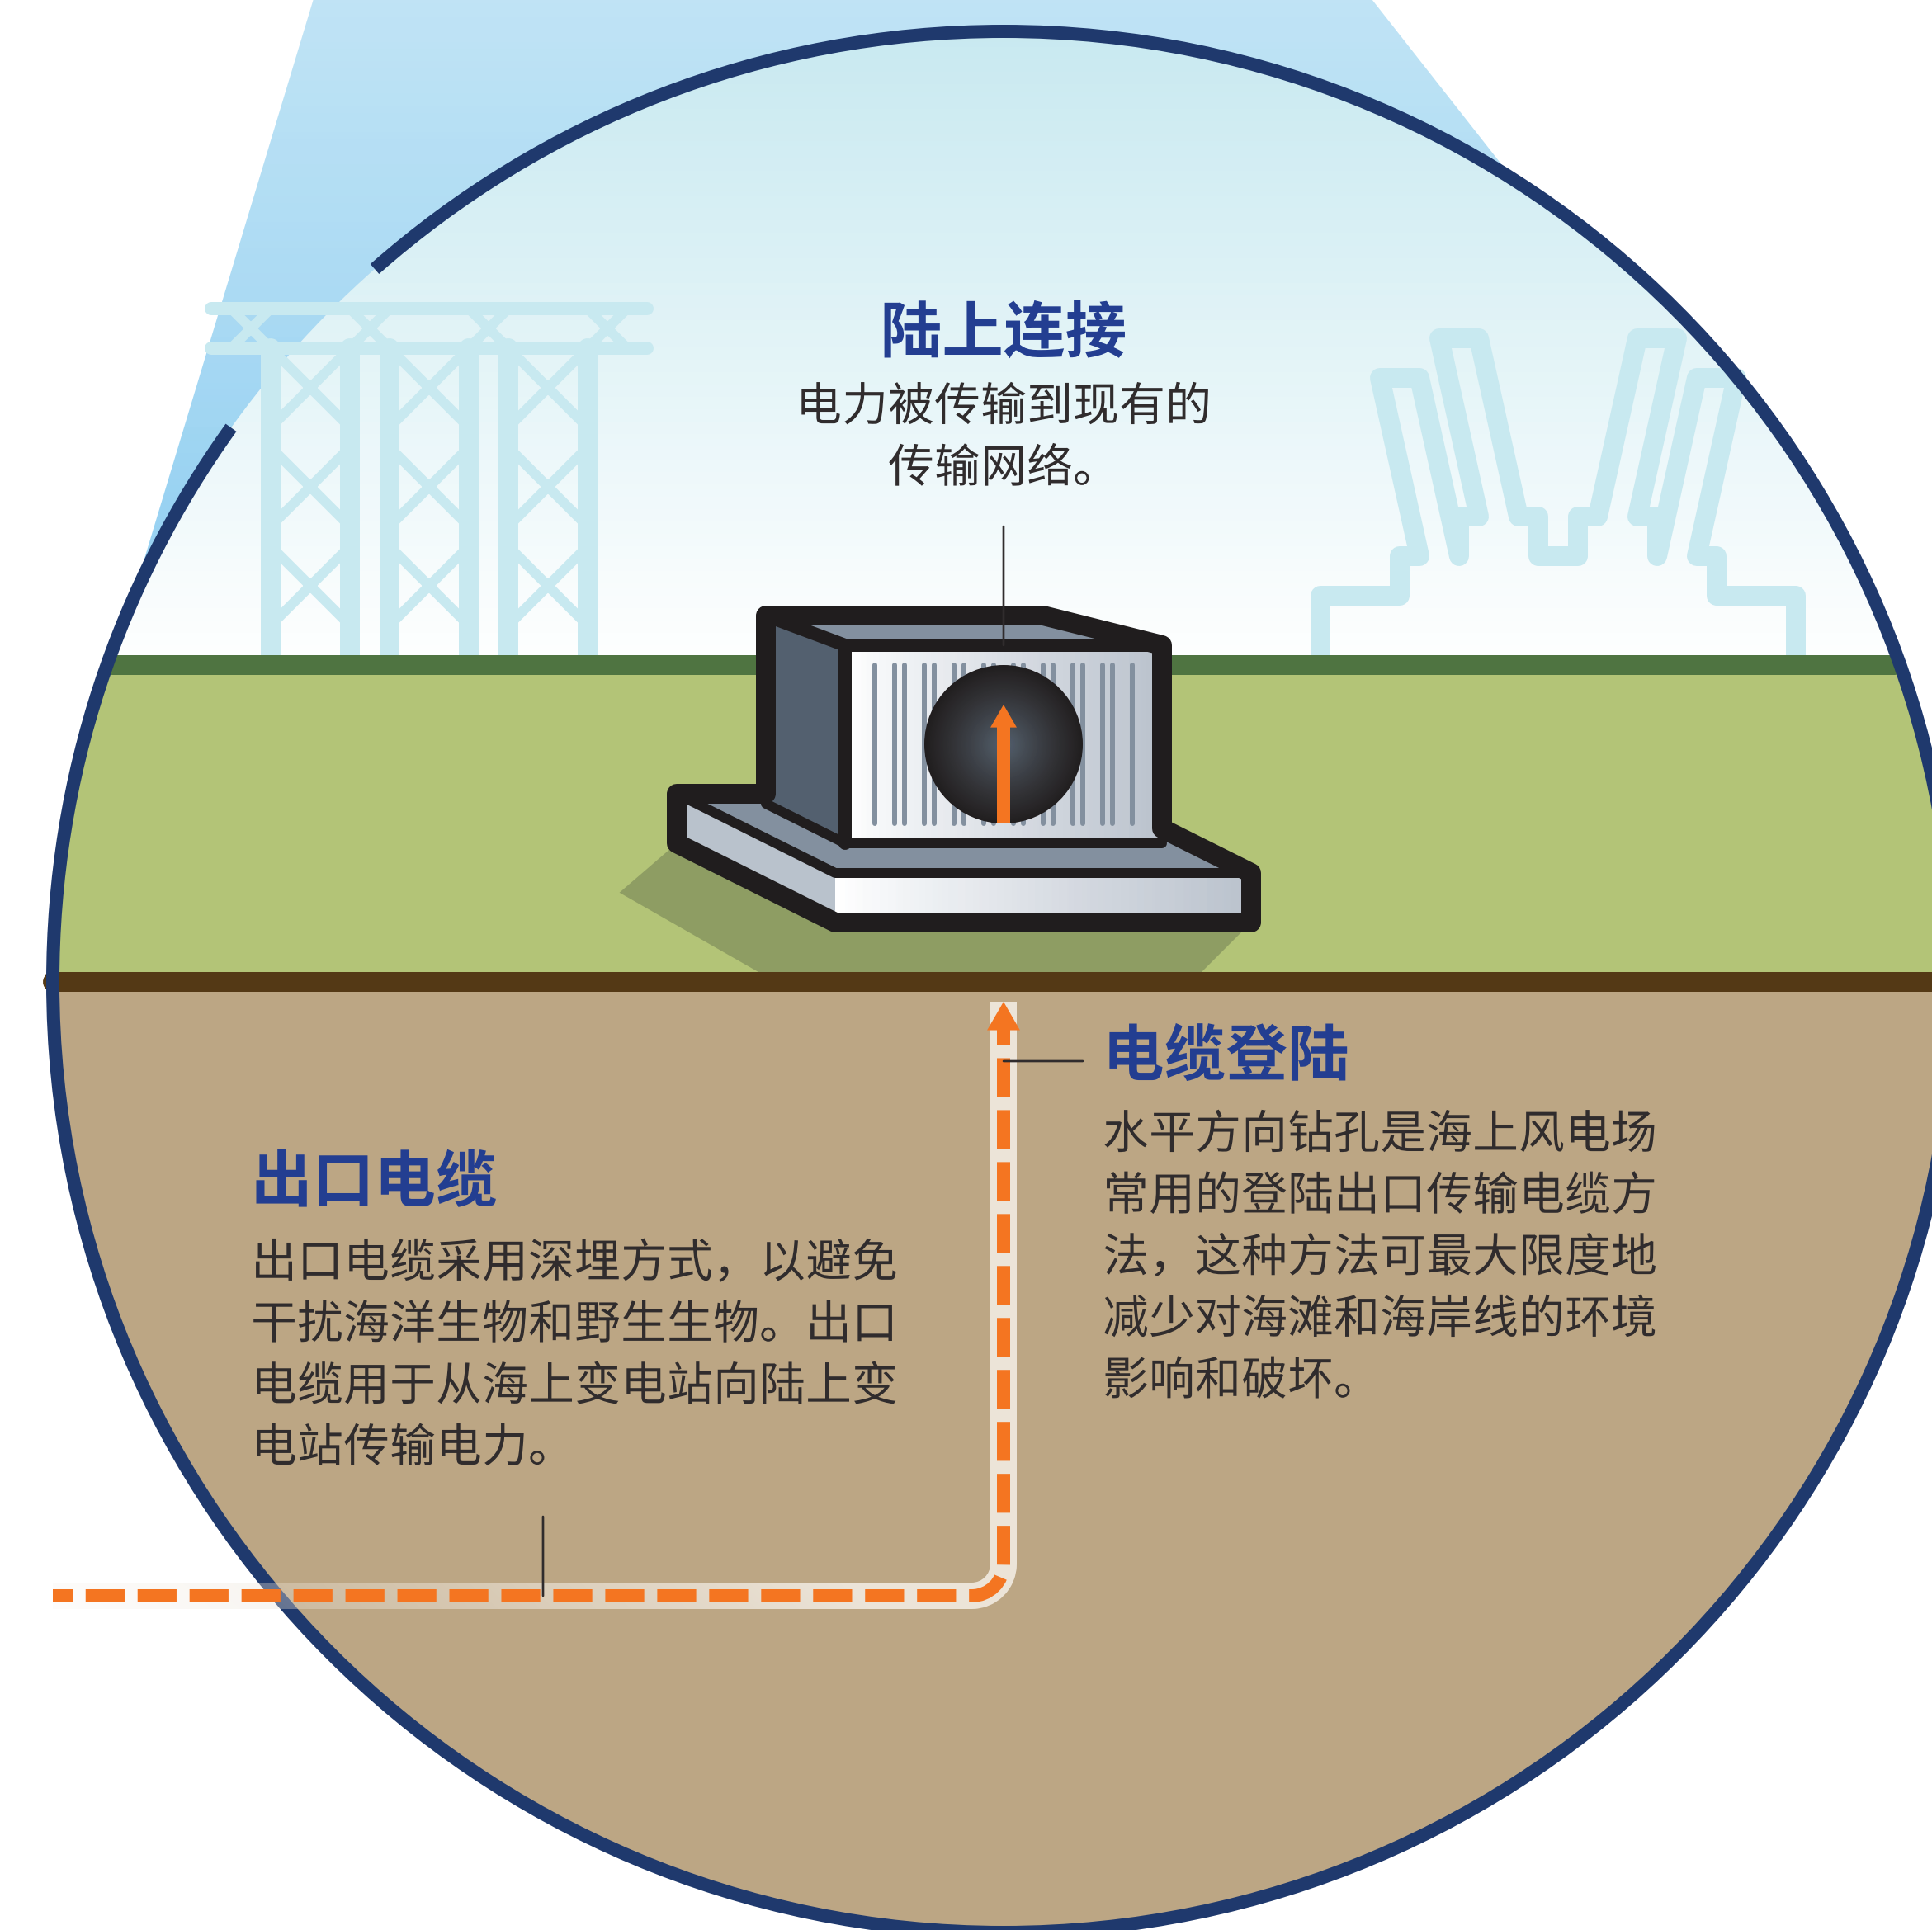 陆上连接
电力被传输到现有的
传输网络。
电缆登陆
水平方向钻孔是海上风电场
常用的登陆出口传输电缆方
法，这种方法可最大限度地
减少对海滩和海岸线的环境
影响和破坏。
出口电缆
出口电缆采用深埋方式，以避免
干扰海洋生物和野生生物。出口
电缆用于从海上变电站向陆上变
电站传输电力。